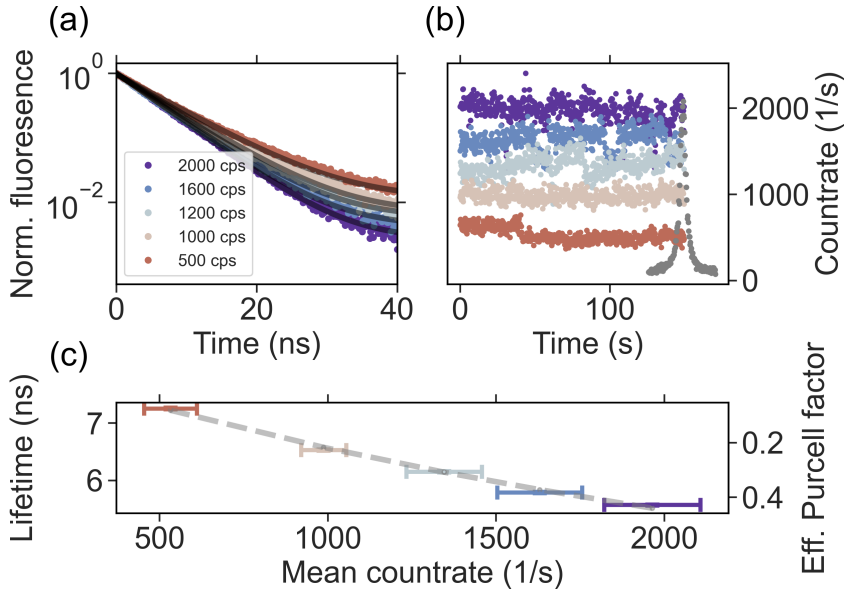 (a)
(b)
10^0
10^-2
Norm. fluoresence
2000 cps
1600 cps
1200 cps
1000 cps
500 cps
0
20
40
Time (ns)
2000
1000
0
Countrate (1/s)
0
100
Time (s)
(c)
Lifetime (ns)
7
6
0.2
0.4
Eff. Purcell factor
500
1000
1500
2000
Mean countrate (1/s)